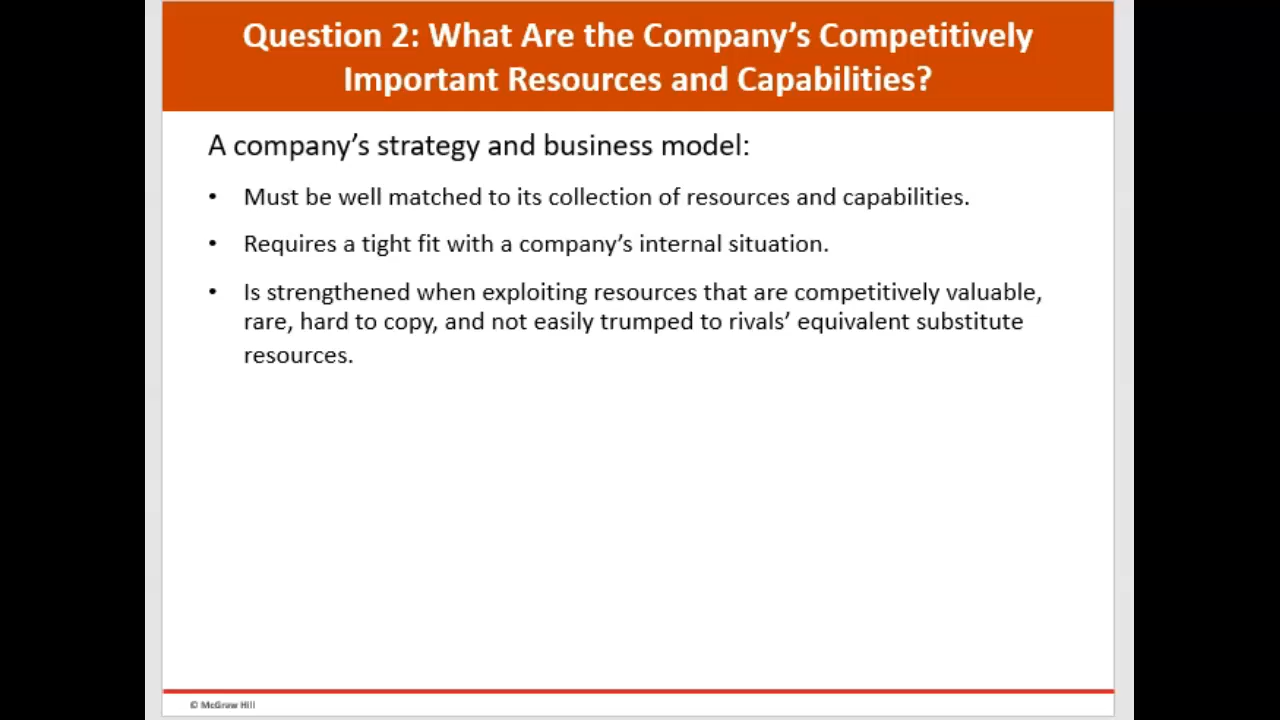 Question 2: What Are the Company’s Competitively
Important Resources and Capabilities?
A company’s strategy and business model:
• Must be well matched to its collection of resources and capabilities.
• Requires a tight fit with a company’s internal situation.
• Is strengthened when exploiting resources that are competitively valuable,
rare, hard to copy, and not easily trumped to rivals’ equivalent substitute
resources.
© McGraw Hill